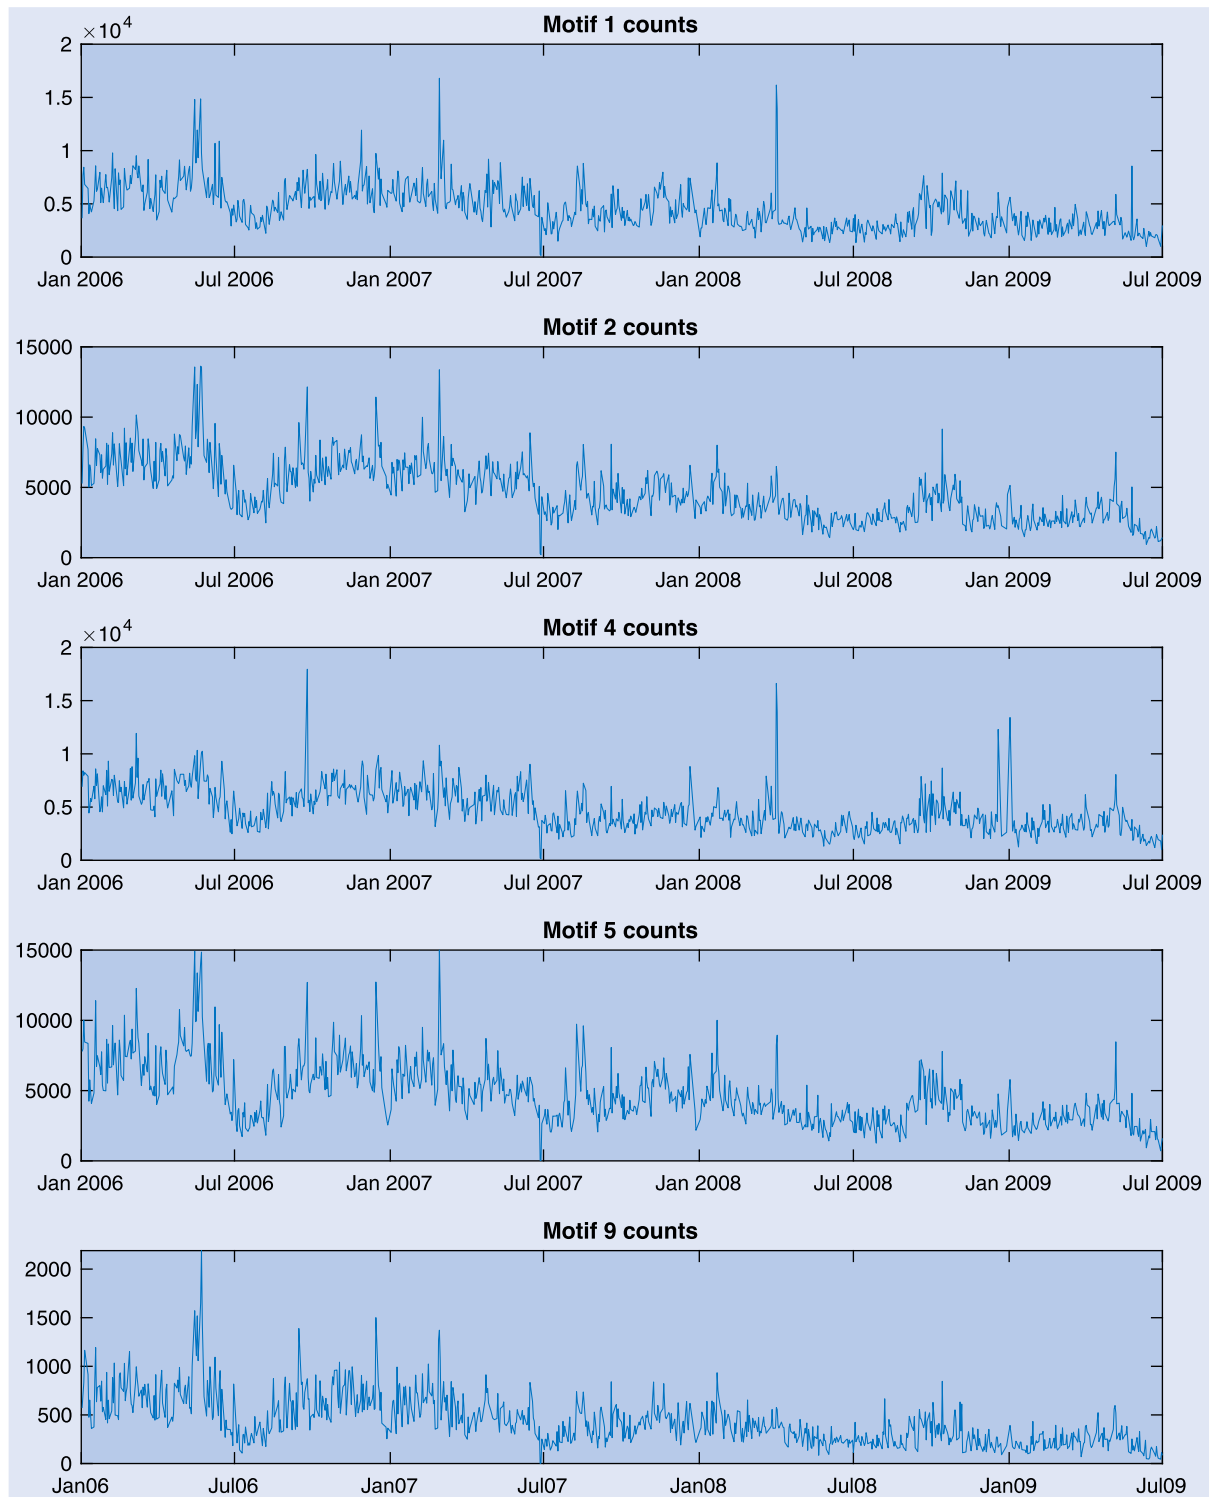 Motif 1 counts
×10⁴
2
1.5
1
0.5
0
Jan 2006 Jul 2006 Jan 2007 Jul 2007 Jan 2008 Jul 2008 Jan 2009 Jul 2009
Motif 2 counts
15000
10000
5000
0
Jan 2006 Jul 2006 Jan 2007 Jul 2007 Jan 2008 Jul 2008 Jan 2009 Jul 2009
Motif 4 counts
×10⁴
2
1.5
1
0.5
0
Jan 2006 Jul 2006 Jan 2007 Jul 2007 Jan 2008 Jul 2008 Jan 2009 Jul 2009
Motif 5 counts
15000
10000
5000
0
Jan 2006 Jul 2006 Jan 2007 Jul 2007 Jan 2008 Jul 2008 Jan 2009 Jul 2009
Motif 9 counts
2000
1500
1000
500
0
Jan06 Jul06 Jan07 Jul07 Jan08 Jul08 Jan09 Jul09